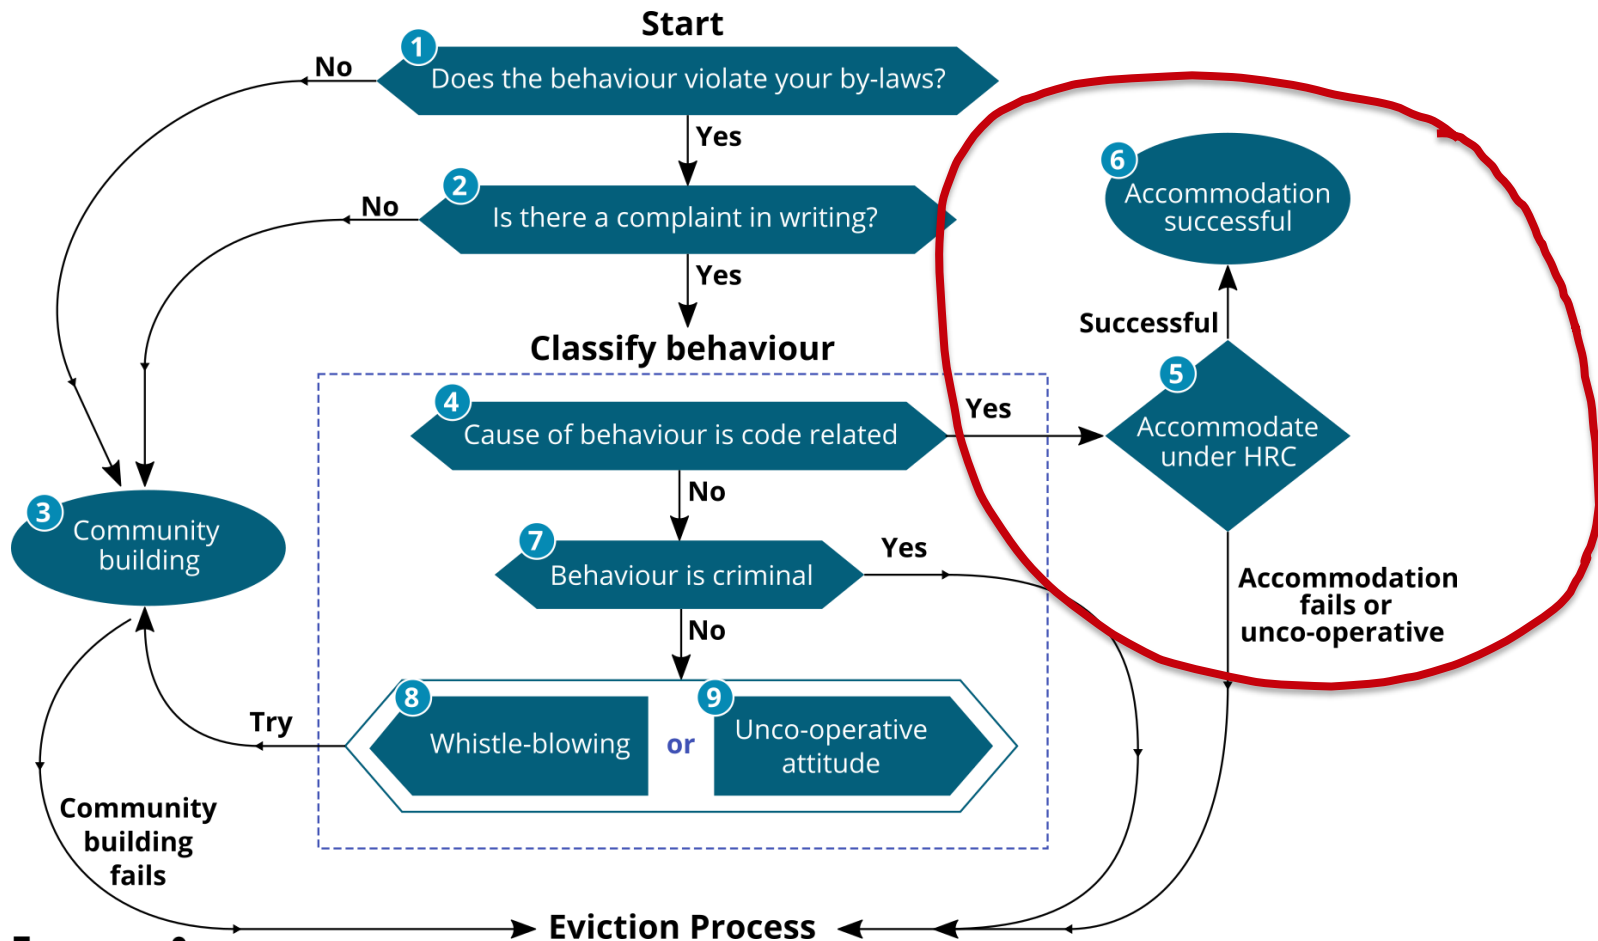 Start
1
Does the behaviour violate your by-laws?
No
Yes
2
Is there a complaint in writing?
No
Yes
Classify behaviour
4
Cause of behaviour is code related
Yes
No
7
Behaviour is criminal
Yes
No
8
Whistle-blowing
or
9
Unco-operative
attitude
Try
3
Community
building
Community
building
fails
6
Accommodation
successful
Successful
5
Accommodate
under HRC
Accommodation
fails or
unco-operative
Eviction Process